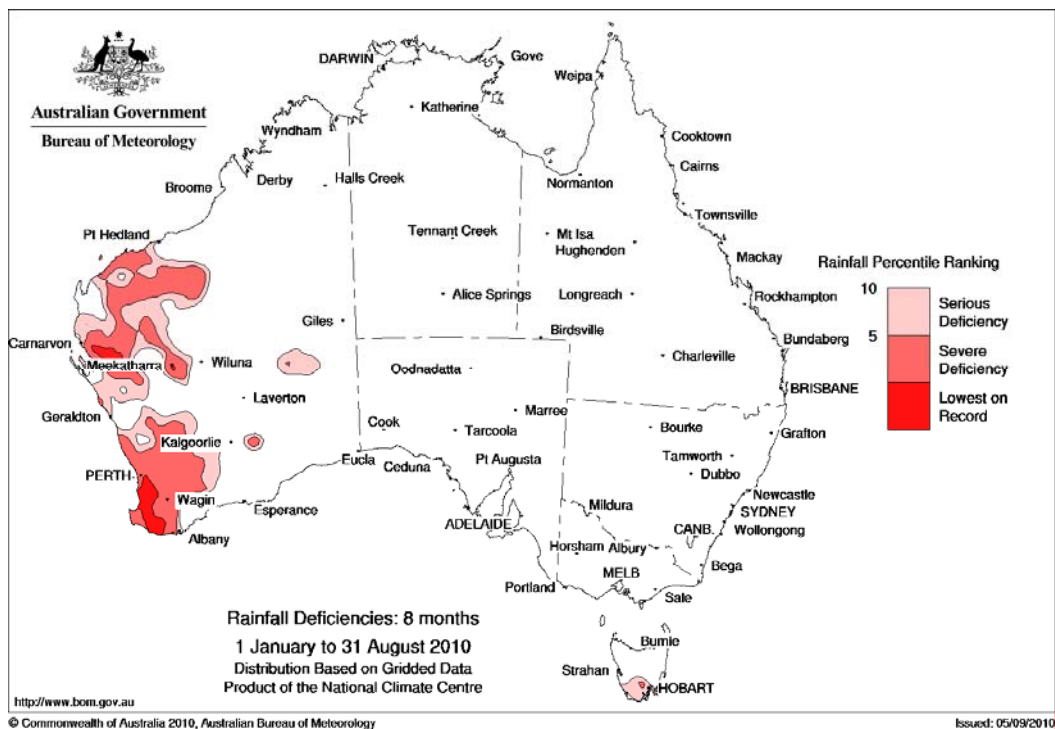 Australian Government
Bureau of Meteorology
DARWIN
Gove
Weipa
Katherine
Wyndham
Cooktown
Cairns
Broome
Derby
Halls Creek
Normanton
Townsville
Pt Hedland
Tennant Creek
Mt Isa
Hughenden
Mackay
Rainfall Percentile Ranking
10
Serious
Deficiency
5
Severe
Deficiency
Lowest on
Record
Alice Springs
Longreach
Rockhampton
Giles
Birdsville
Bundaberg
Carnarvon
Meekatharra
Wiluna
Oodnadatta
Charleville
BRISBANE
Laverton
Geraldton
Marree
Bourke
Grafton
Cook
Tarcoola
Kalgoorlie
Eucla
Ceduna
Pt Augusta
Tamworth
Dubbo
PERTH
Wagin
Esperance
Mildura
Newcastle
SYDNEY
Albany
ADELAIDE
CANB.
Wollongong
Horsham
Albury
Bega
MELB
Portland
Sale
Rainfall Deficiencies: 8 months
1 January to 31 August 2010
Distribution Based on Gridded Data
Product of the National Climate Centre
Burnie
Strahan
HOBART
http://www.bom.gov.au
© Commonwealth of Australia 2010, Australian Bureau of Meteorology
Issued: 05/09/2010